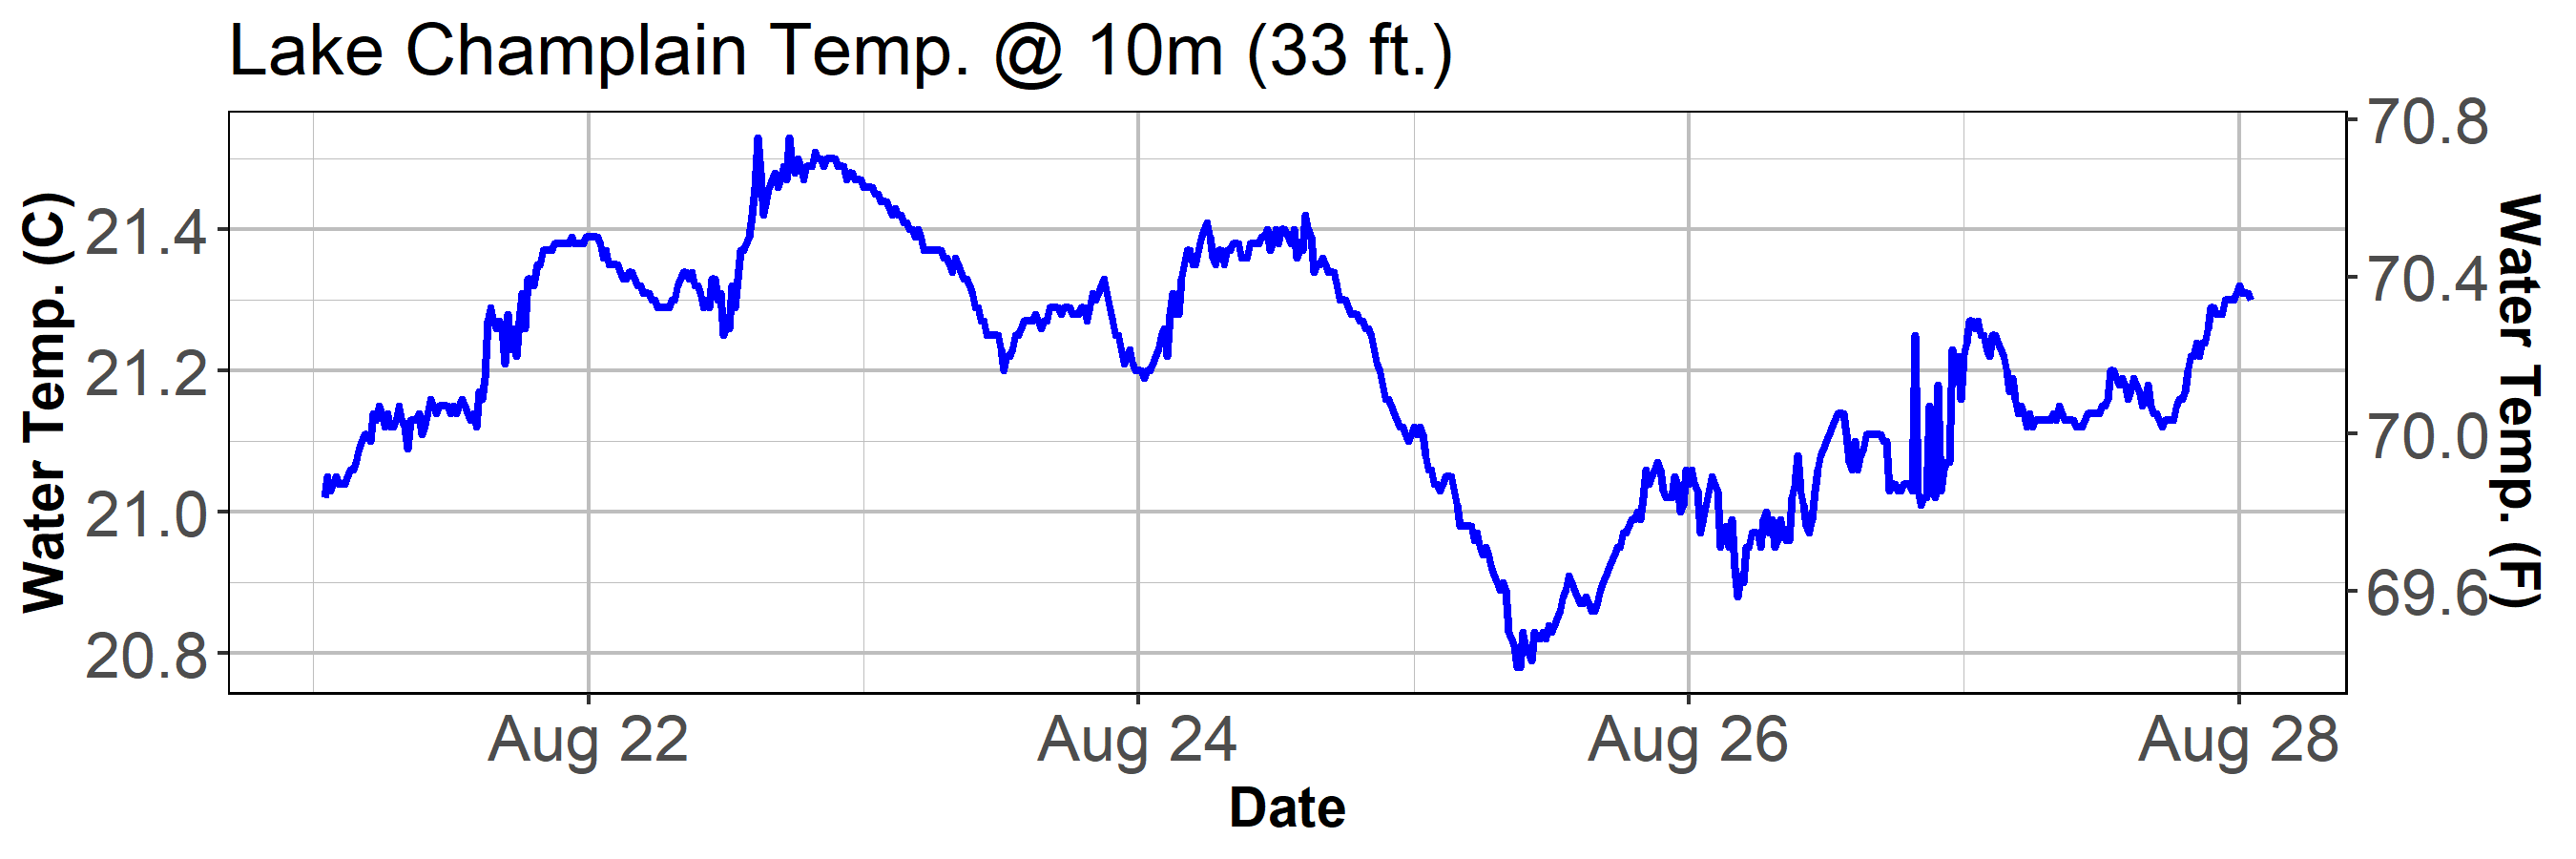 Lake Champlain Temp. @ 10m (33 ft.)
Water Temp. (C)
21.4
21.2
21.0
20.8
70.8
70.4
70.0
69.6
Water Temp. (F)
Aug 22
Aug 24
Aug 26
Aug 28
Date